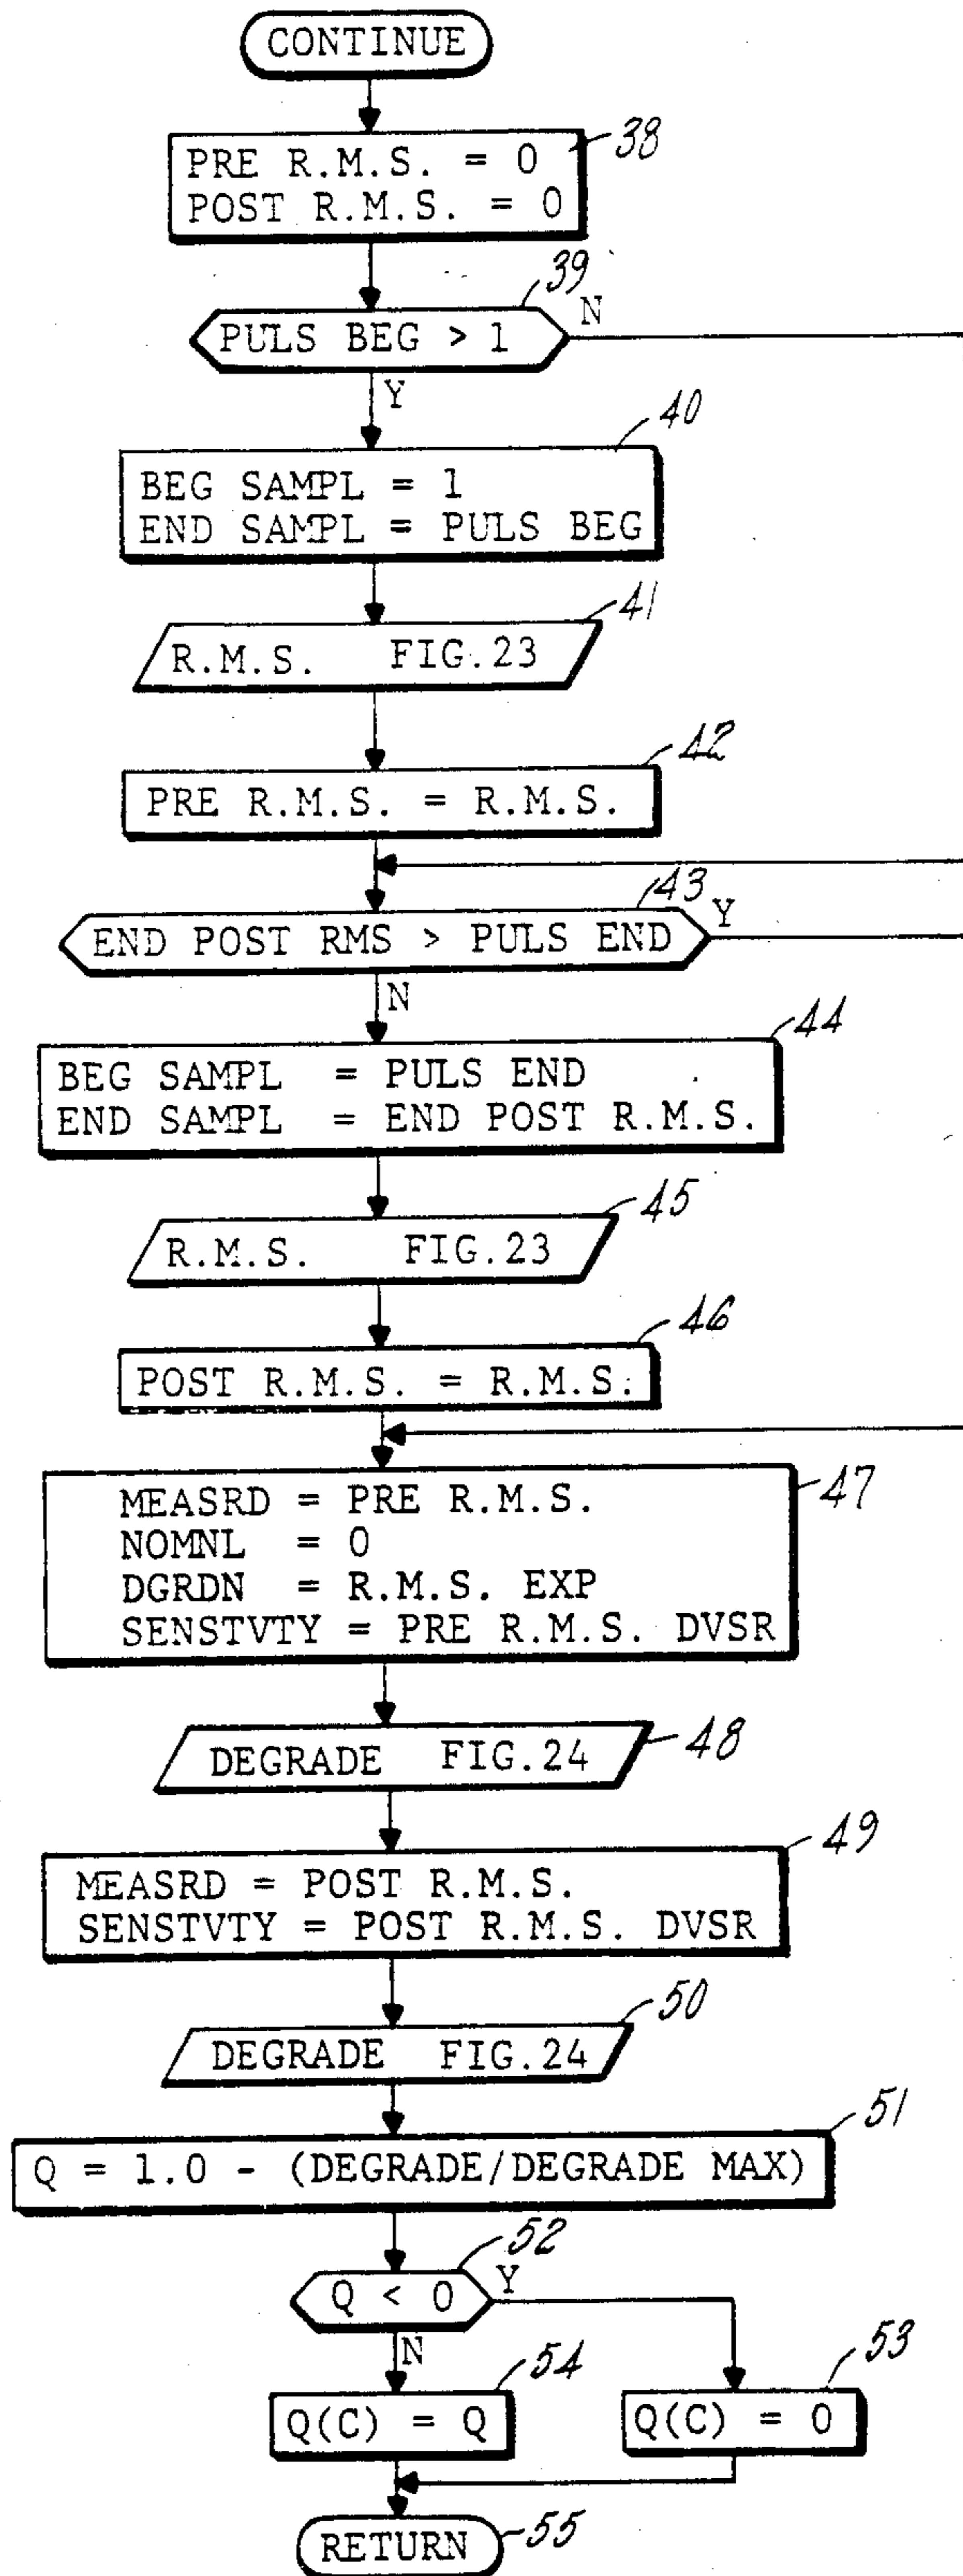 CONTINUE
38
PRE R.M.S. = 0
POST R.M.S. = 0
39
PULS BEG > 1
N
Y
40
BEG SAMPL = 1
END SAMPL = PULS BEG
41
R.M.S. FIG.23
42
PRE R.M.S. = R.M.S.
43
END POST RMS > PULS END
Y
N
44
BEG SAMPL = PULS END
END SAMPL = END POST R.M.S.
45
R.M.S. FIG.23
46
POST R.M.S. = R.M.S.
47
MEASRD = PRE R.M.S.
NOMNL = 0
DGRDN = R.M.S. EXP
SENSTVTY = PRE R.M.S. DVSR
48
DEGRADE FIG.24
49
MEASRD = POST R.M.S.
SENSTVTY = POST R.M.S. DVSR
50
DEGRADE FIG.24
51
Q = 1.0 - (DEGRADE/DEGRADE MAX)
52
Q < 0
Y
N
54
53
Q(C) = Q
Q(C) = 0
RETURN
55